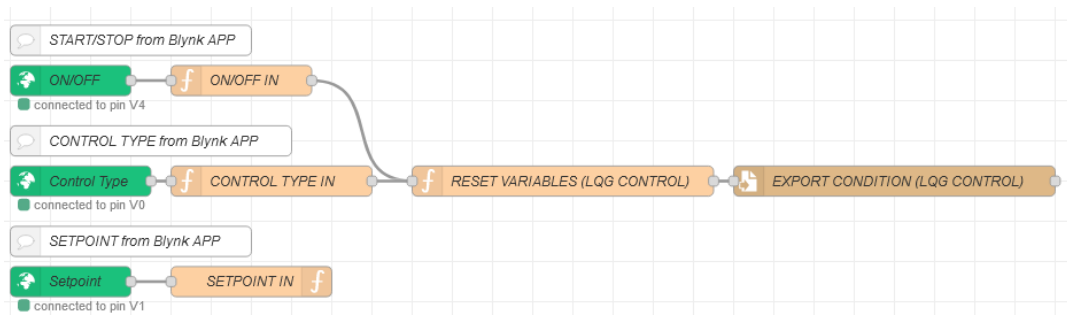 START/STOP from Blynk APP
ON/OFF
ON/OFF IN
connected to pin V4
CONTROL TYPE from Blynk APP
Control Type
CONTROL TYPE IN
RESET VARIABLES (LQG CONTROL)
EXPORT CONDITION (LQG CONTROL)
connected to pin V0
SETPOINT from Blynk APP
Setpoint
SETPOINT IN
connected to pin V1